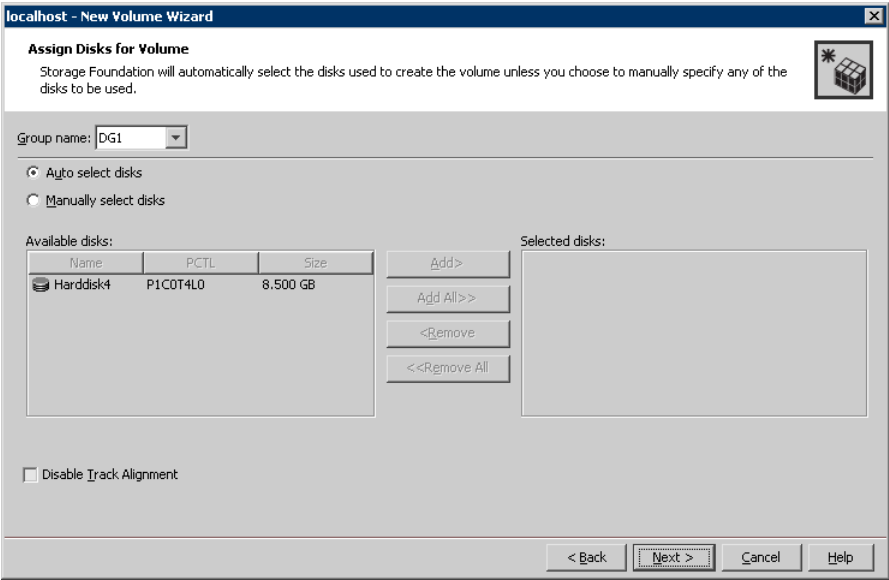 localhost - New Volume Wizard
Assign Disks for Volume
Storage Foundation will automatically select the disks used to create the volume unless you choose to manually specify any of the
disks to be used.
Group name: DG1
Auto select disks
Manually select disks
Available disks:
Name PCTL Size
Harddisk4 P1C0T4L0 8.500 GB
Add>
Add All>>
<Remove
<<Remove All
Selected disks:
Disable Track Alignment
< Back Next > Cancel Help